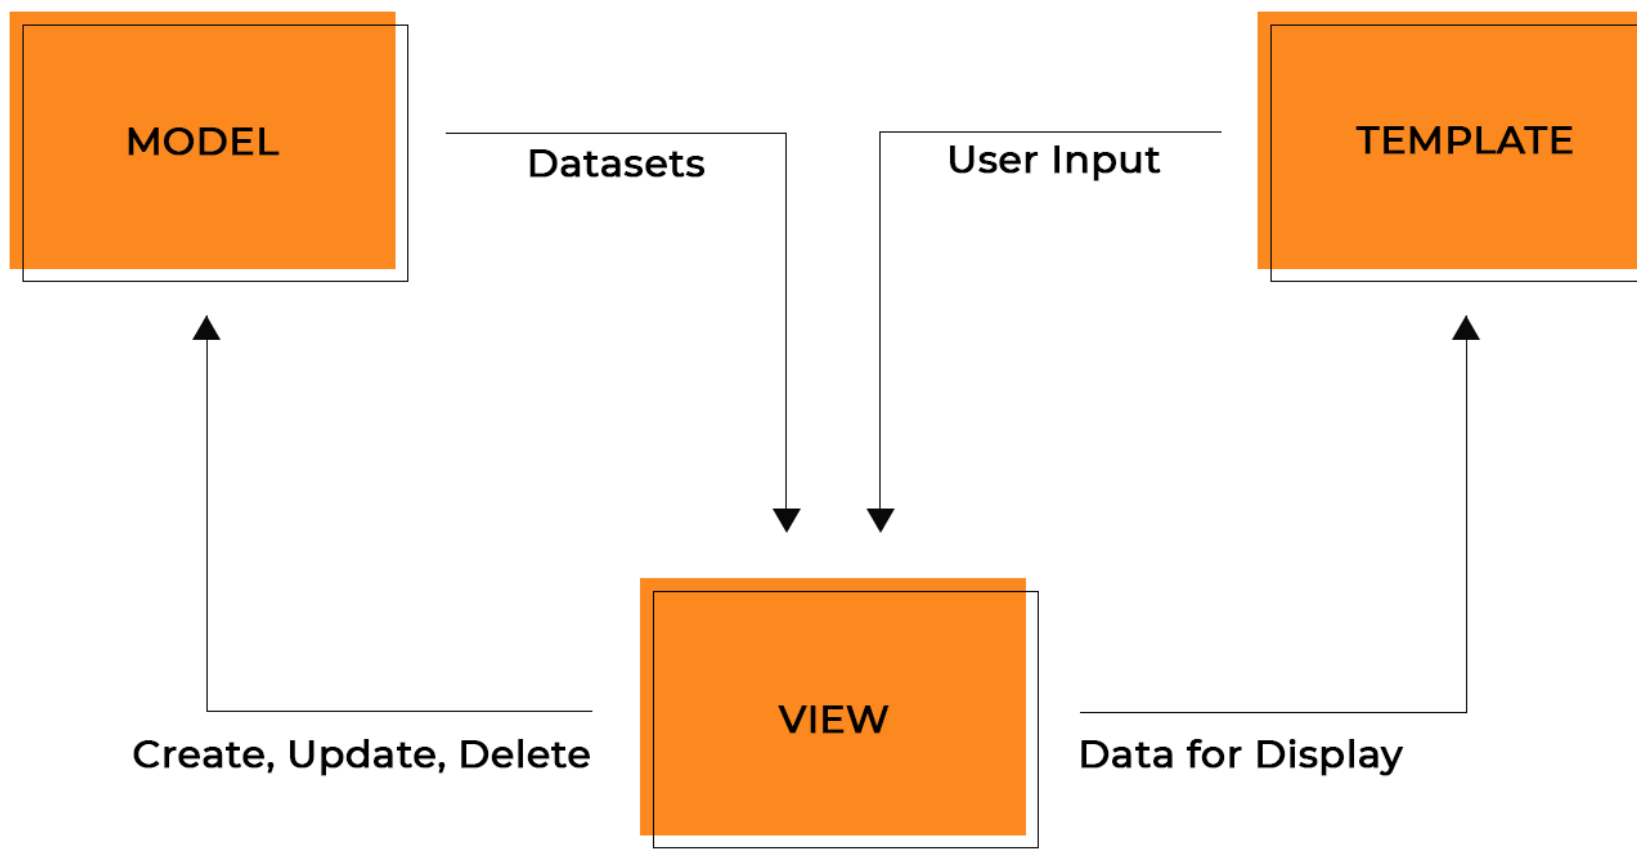 MODEL
Datasets
User Input
TEMPLATE
Create, Update, Delete
VIEW
Data for Display